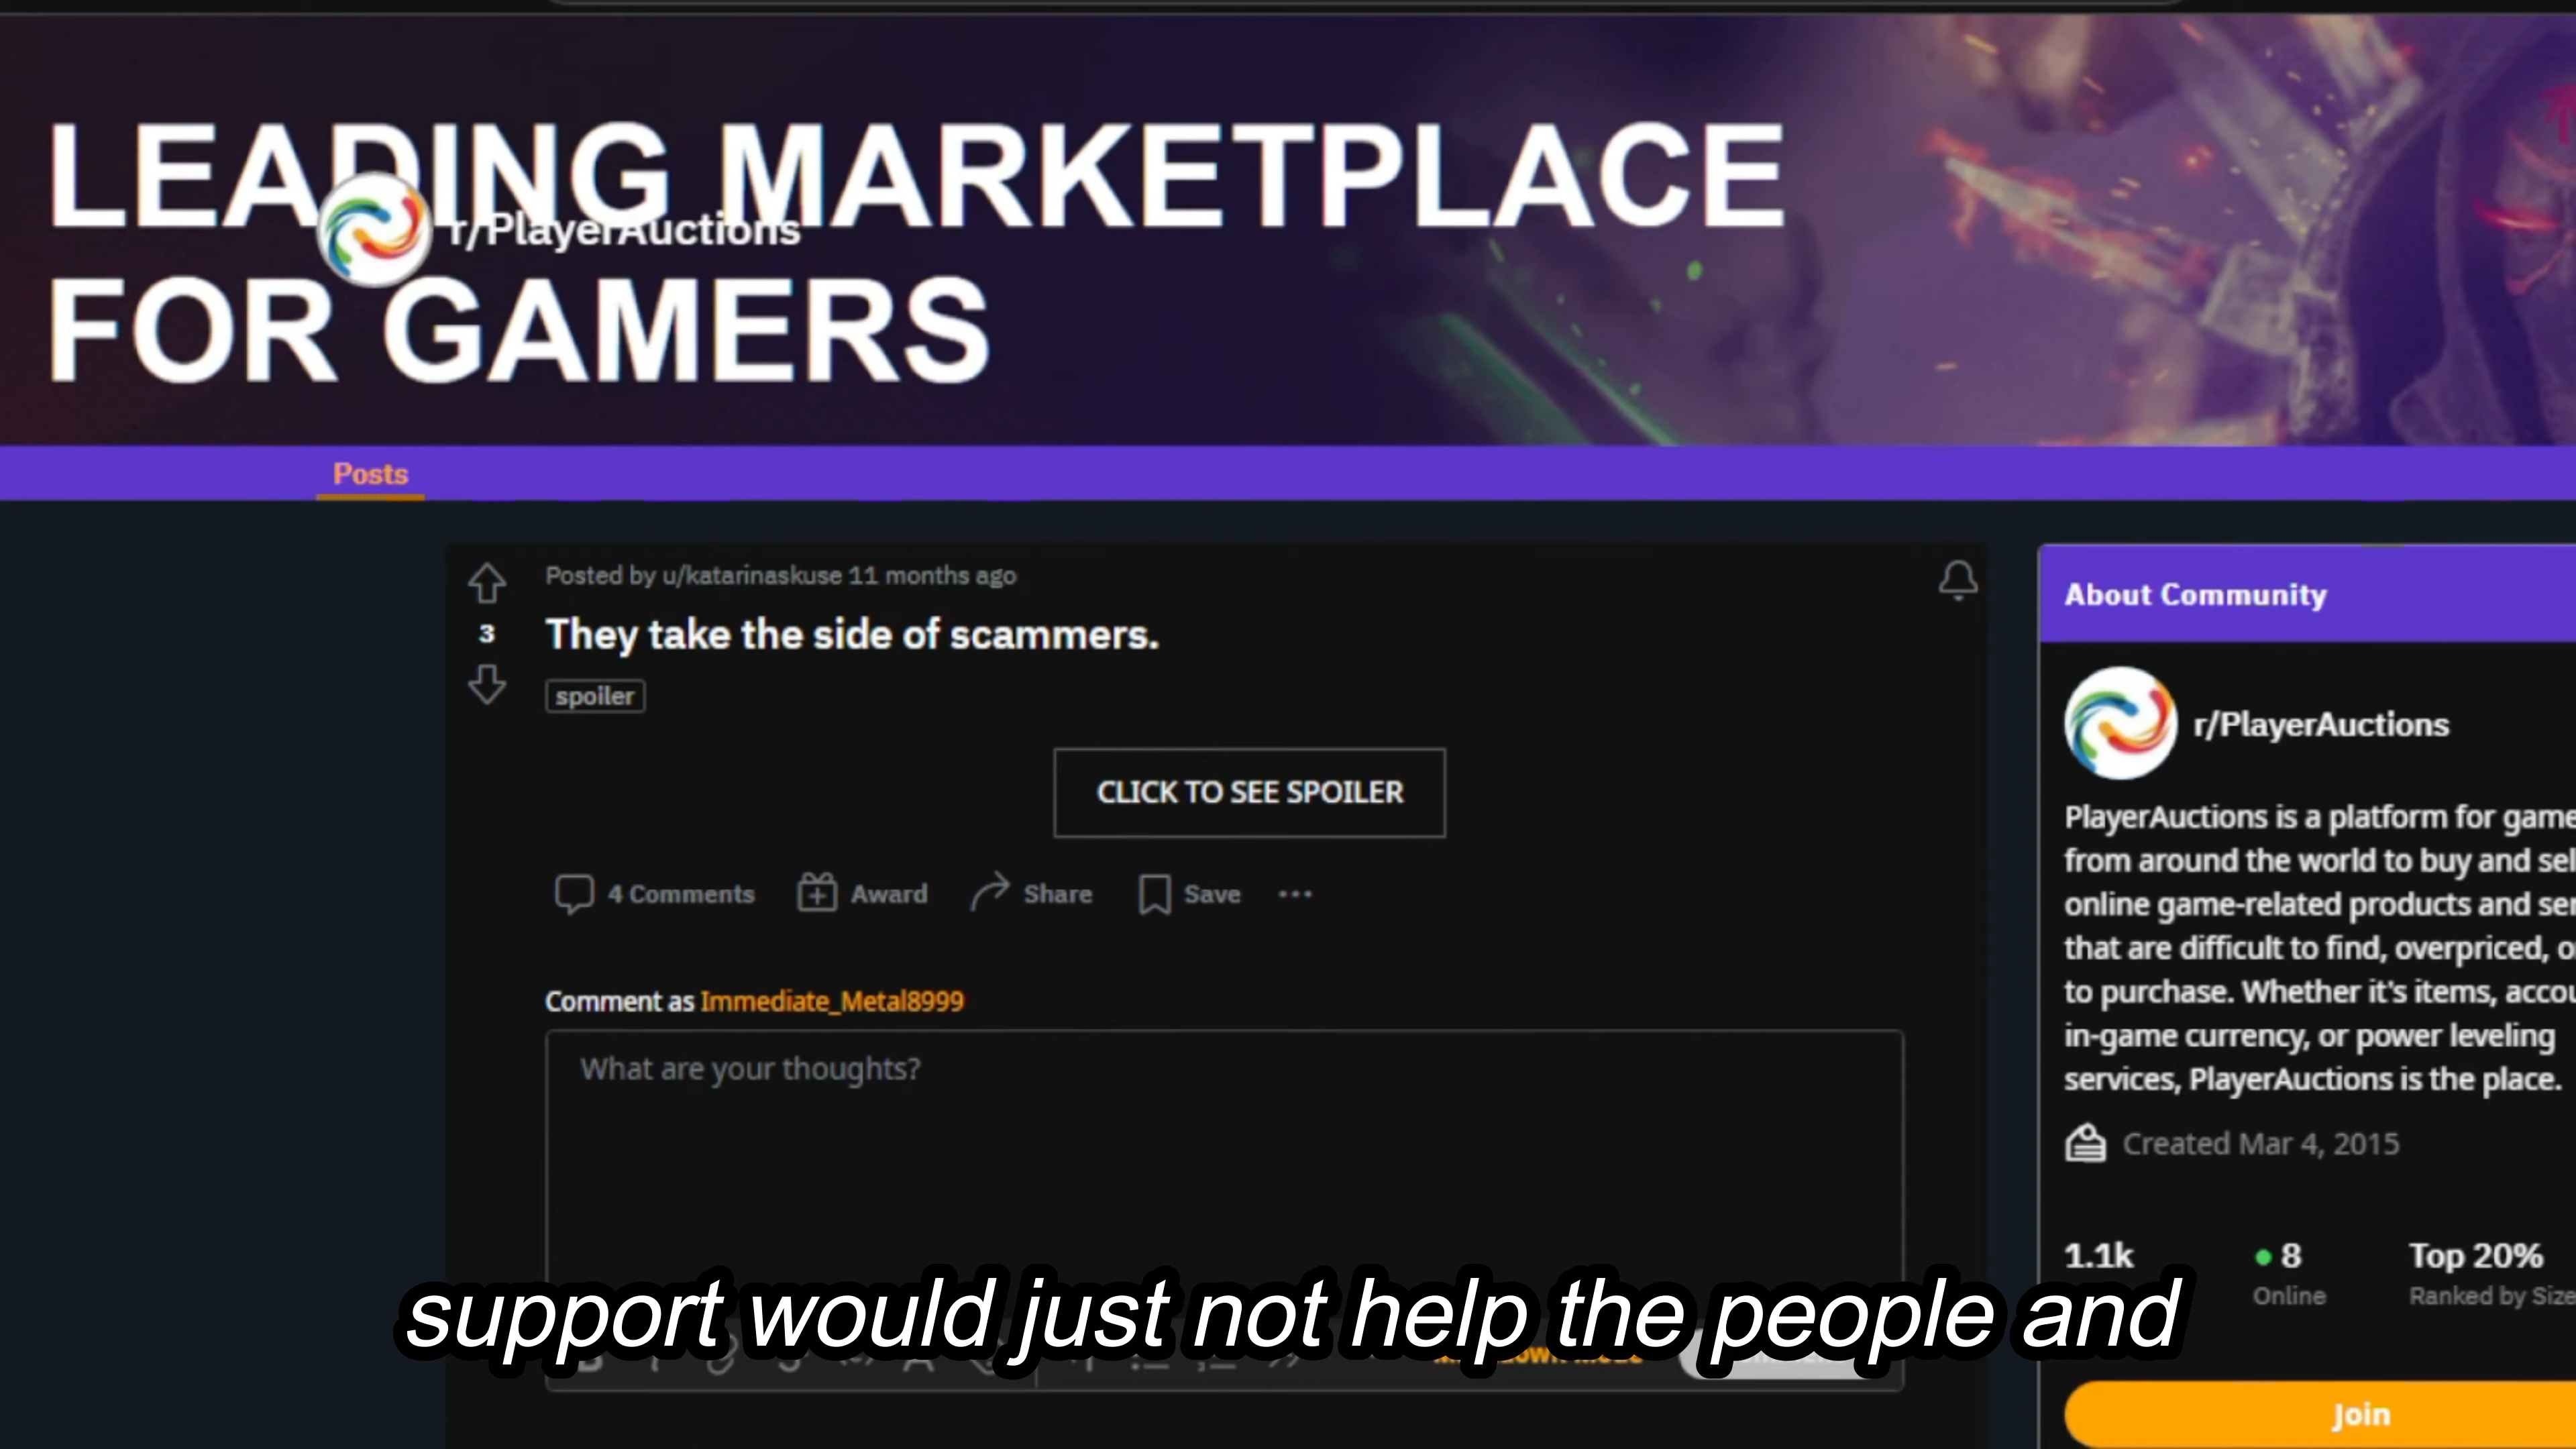 LEADING MARKETPLACE
r/PlayerAuctions
FOR GAMERS
Posts
Posted by u/katarinaskuse 11 months ago
3
They take the side of scammers.
spoiler
CLICK TO SEE SPOILER
4 Comments
Award
Share
Save
Comment as Immediate_Metal8999
What are your thoughts?
About Community
r/PlayerAuctions
PlayerAuctions is a platform for game
from around the world to buy and sel
online game-related products and ser
that are difficult to find, overpriced, o
to purchase. Whether it's items, accou
in-game currency, or power leveling
services, PlayerAuctions is the place.
Created Mar 4, 2015
1.1k
8
Online
Top 20%
Ranked by Size
Join
support would just not help the people and